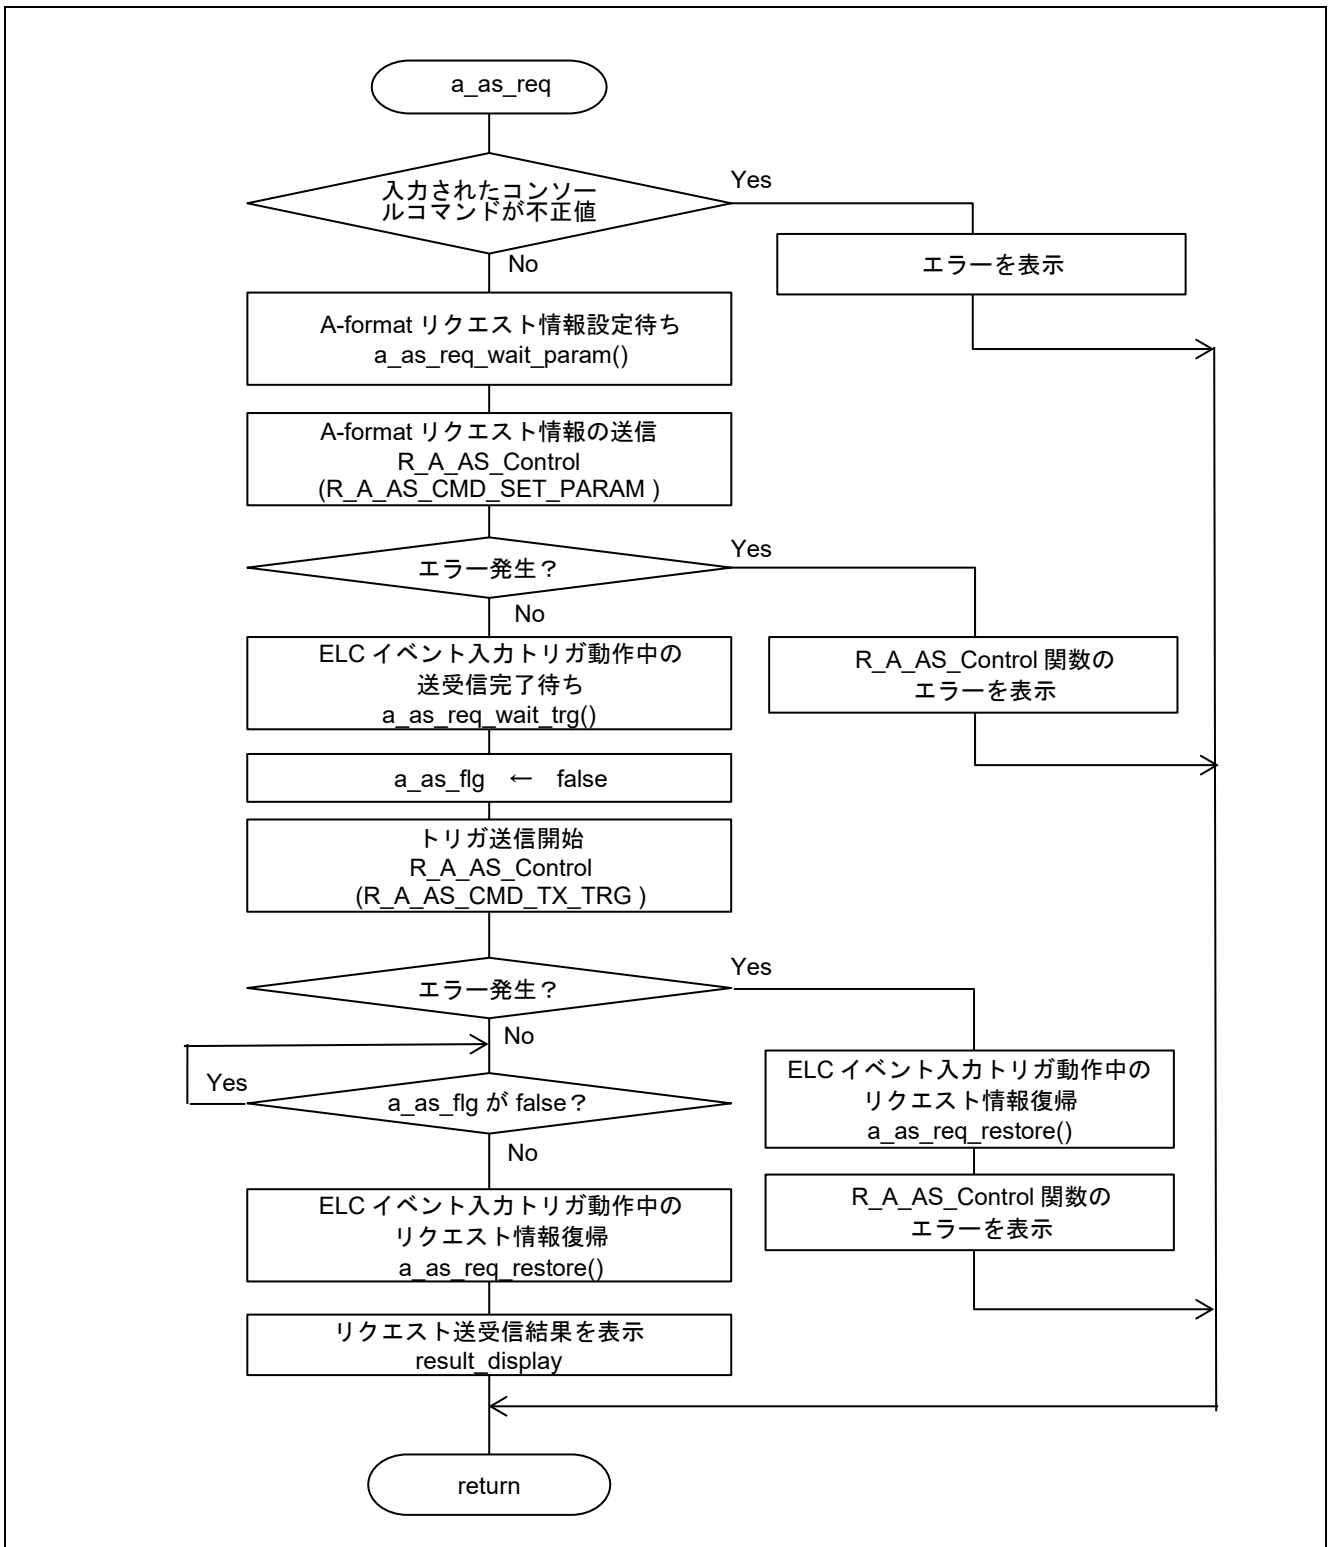 a_as_req
入力されたコンソー
ルコマンドが不正値
Yes
エラーを表示
No
A-format リクエスト情報設定待ち
a_as_req_wait_param()
A-format リクエスト情報の送信
R_A_AS_Control
(R_A_AS_CMD_SET_PARAM )
エラー発生？
Yes
No
R_A_AS_Control 関数の
エラーを表示
ELC イベント入力トリガ動作中の
送受信完了待ち
a_as_req_wait_trg()
a_as_flg ← false
トリガ送信開始
R_A_AS_Control
(R_A_AS_CMD_TX_TRG )
エラー発生？
Yes
No
ELC イベント入力トリガ動作中の
リクエスト情報復帰
a_as_req_restore()
R_A_AS_Control 関数の
エラーを表示
Yes
a_as_flg が false？
No
ELC イベント入力トリガ動作中の
リクエスト情報復帰
a_as_req_restore()
リクエスト送受信結果を表示
result_display
return